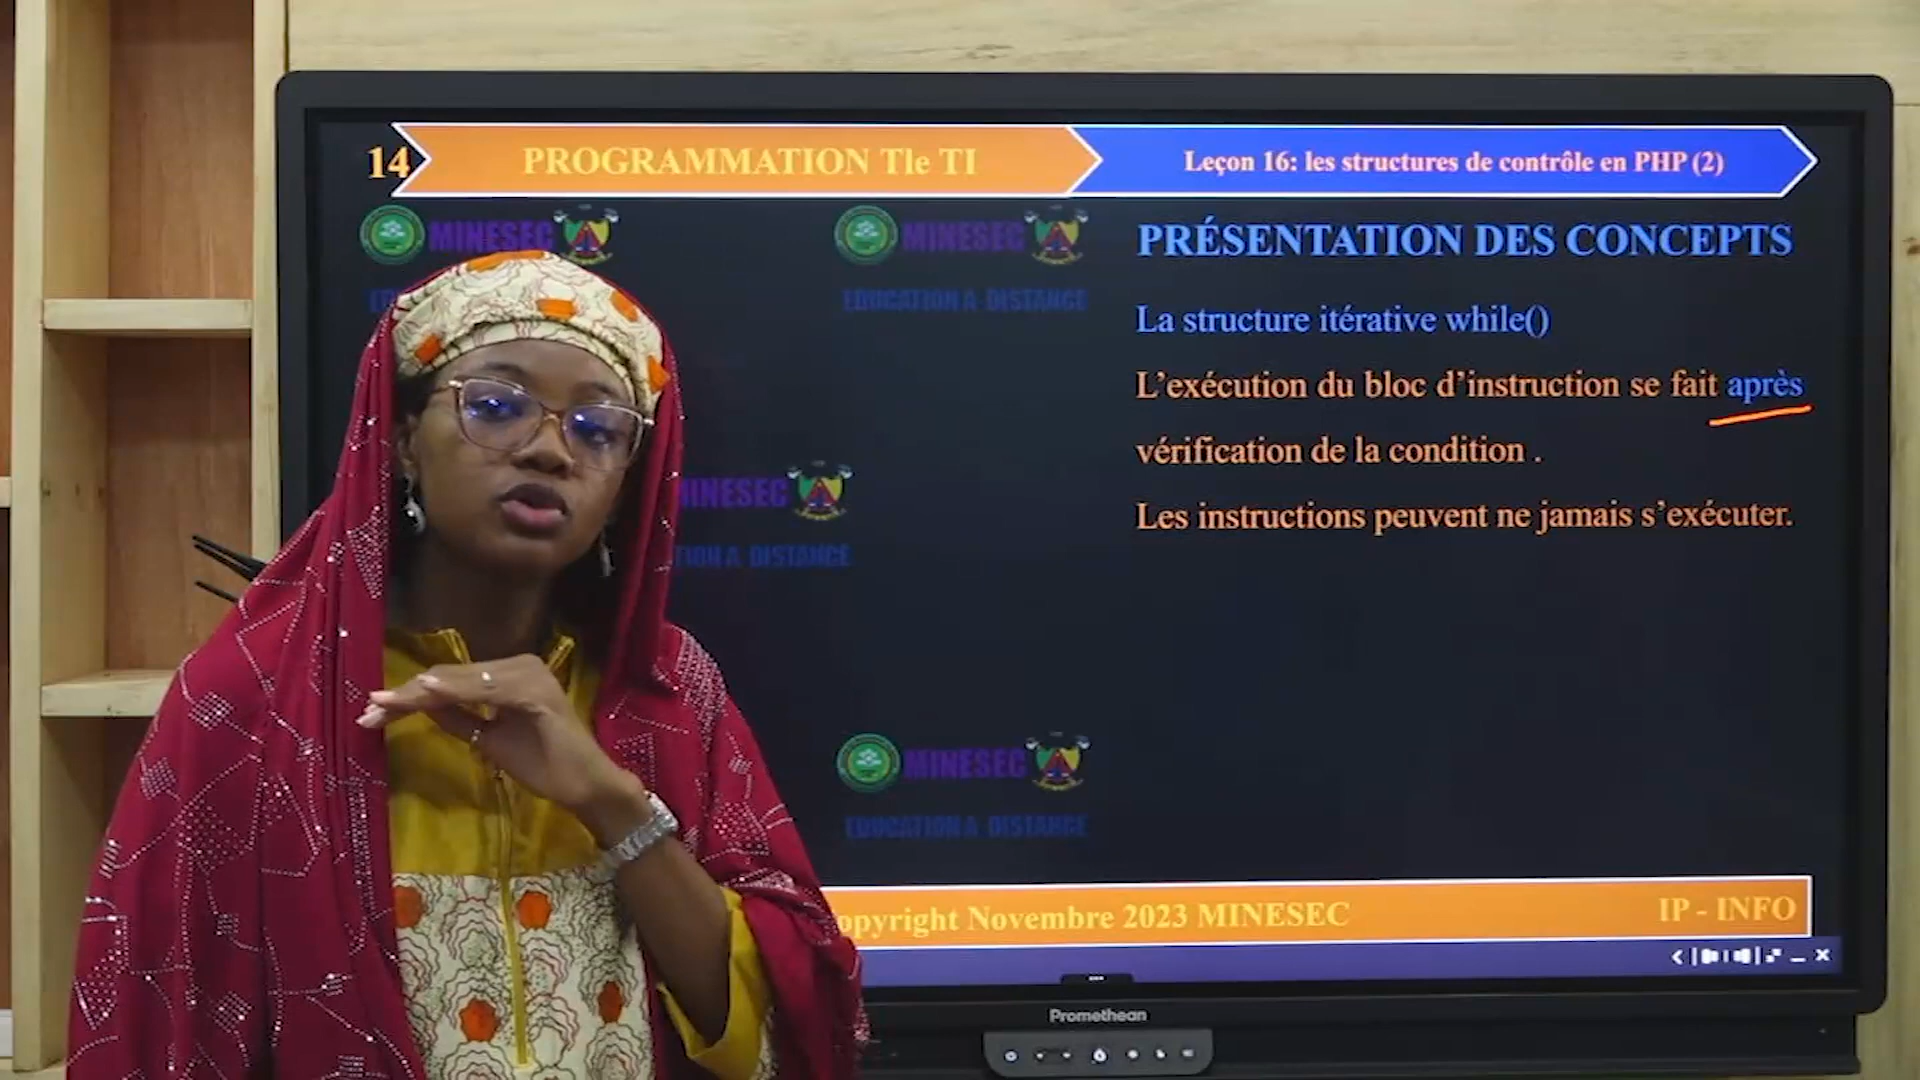 14
PROGRAMMATION Tle TI
Leçon 16: les structures de contrôle en PHP (2)
MINESEC
MINESEC
EDUCATION A DISTANCE
PRÉSENTATION DES CONCEPTS
La structure itérative while()
L’exécution du bloc d’instruction se fait après
vérification de la condition .
Les instructions peuvent ne jamais s’exécuter.
MINESEC
A DISTANCE
MINESEC
EDUCATION A DISTANCE
opyright Novembre 2023 MINESEC
IP - INFO
Promethean